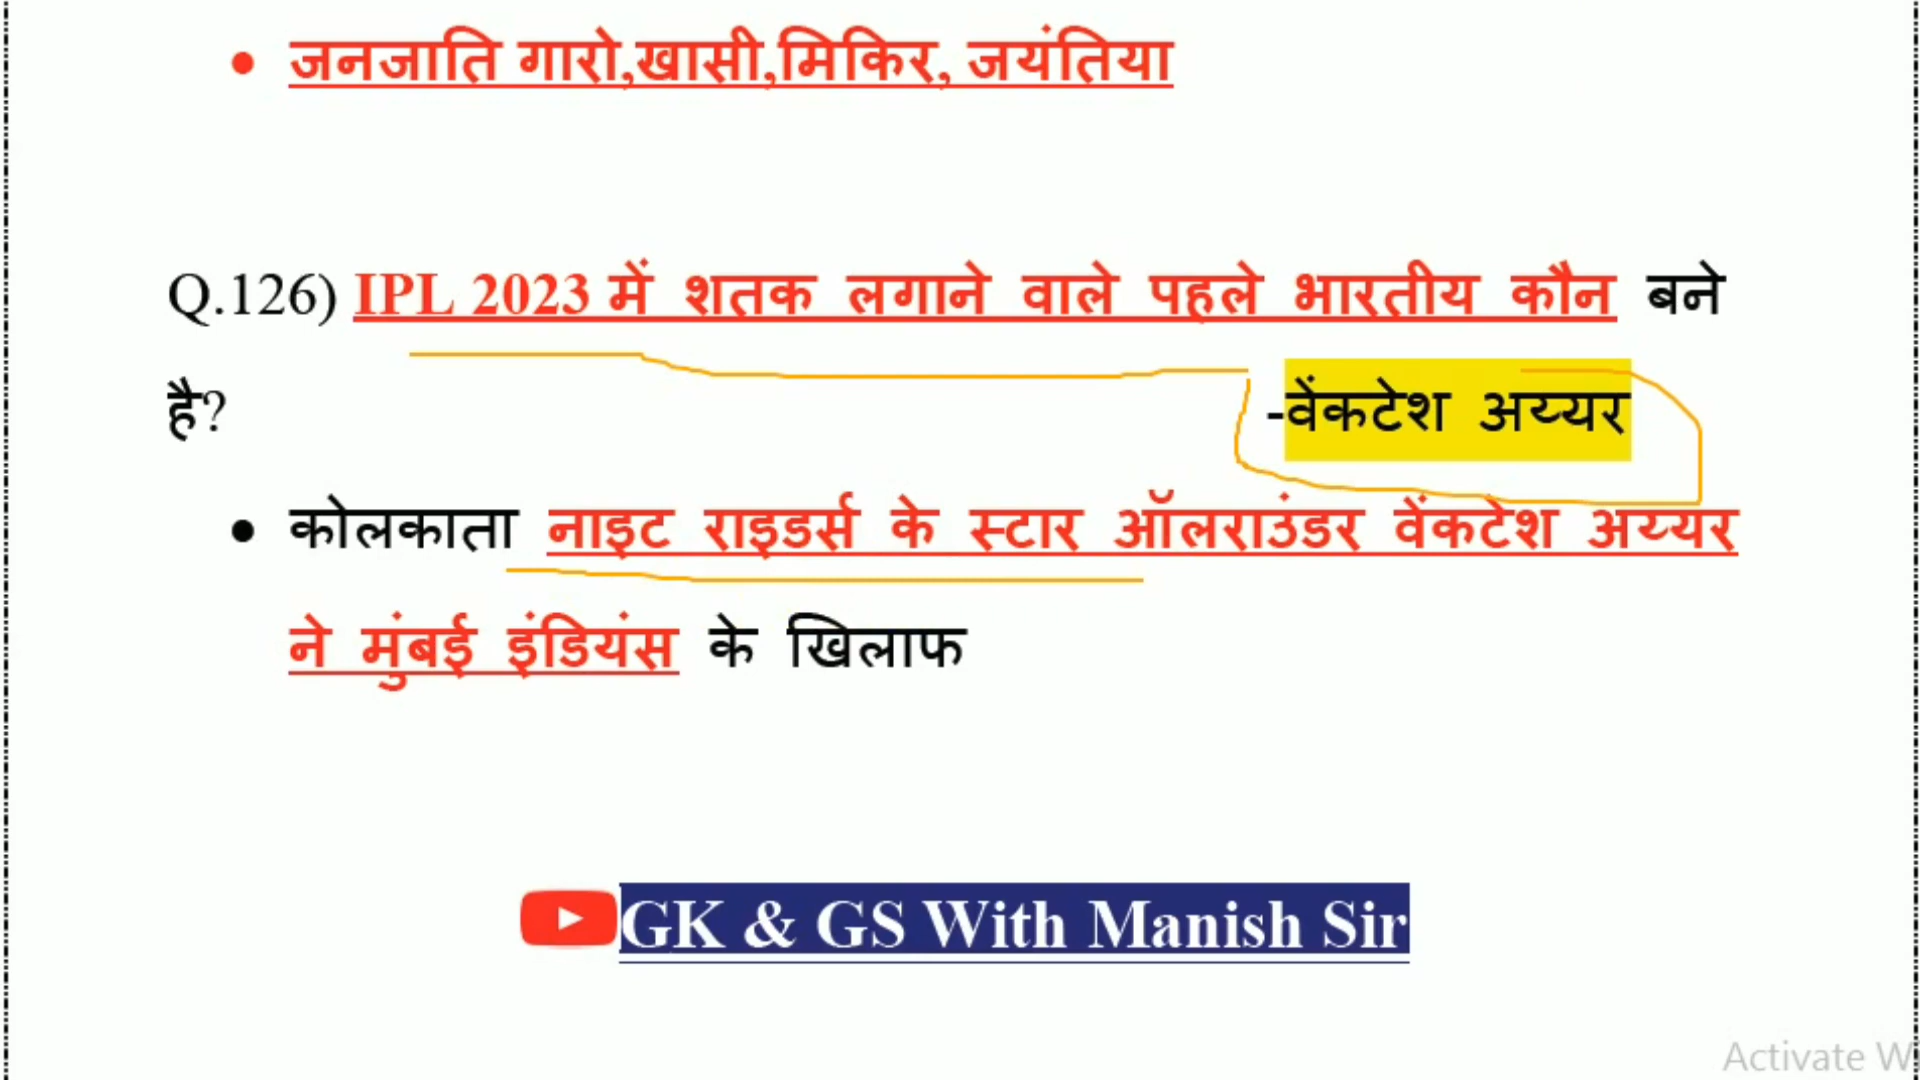 • जनजाति गारो,खासी,मिकिर, जयंतिया
Q.126) IPL 2023 में शतक लगाने वाले पहले भारतीय कौन बने
है? -वेंकटेश अय्यर
• कोलकाता नाइट राइडर्स के स्टार ऑलराउंडर वेंकटेश अय्यर
ने मुंबई इंडियंस के खिलाफ
GK & GS With Manish Sir
Activate W